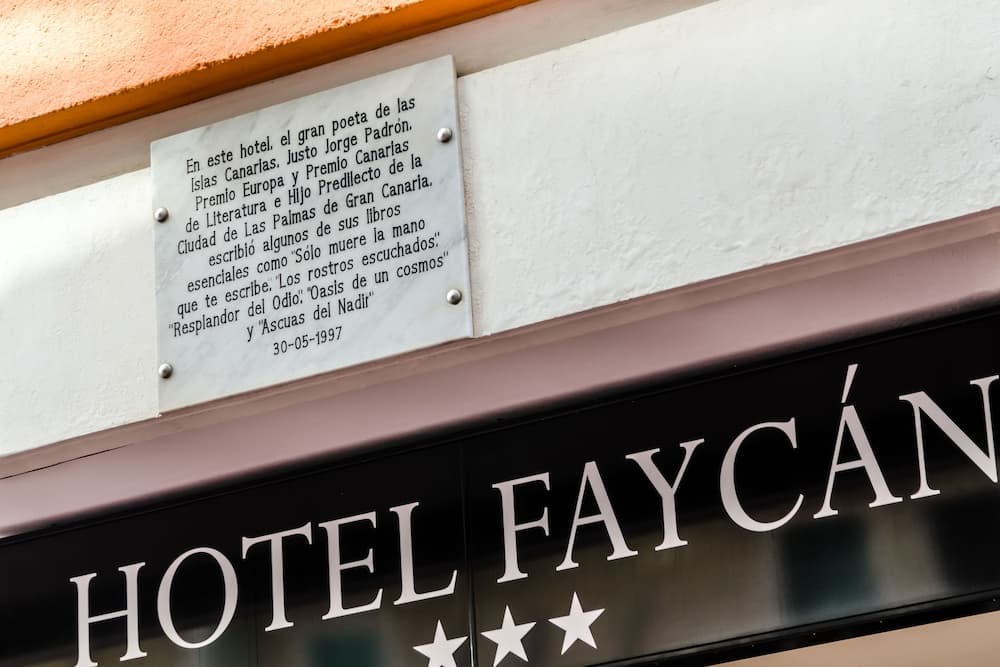 En este hotel, el gran poeta de las
Islas Canarias, Justo Jorge Padrón,
Premio Europa y Premio Canarias
de Literatura e Hijo Predilecto de la
Ciudad de Las Palmas de Gran Canaria,
escribió algunos de sus libros
esenciales como "Sólo muere la mano
que te escribe", "Los rostros escuchados",
"Resplandor del Odio", "Oasis de un cosmos"
y "Ascuas del Nadir"
30-05-1997
HOTEL FAYCÁN